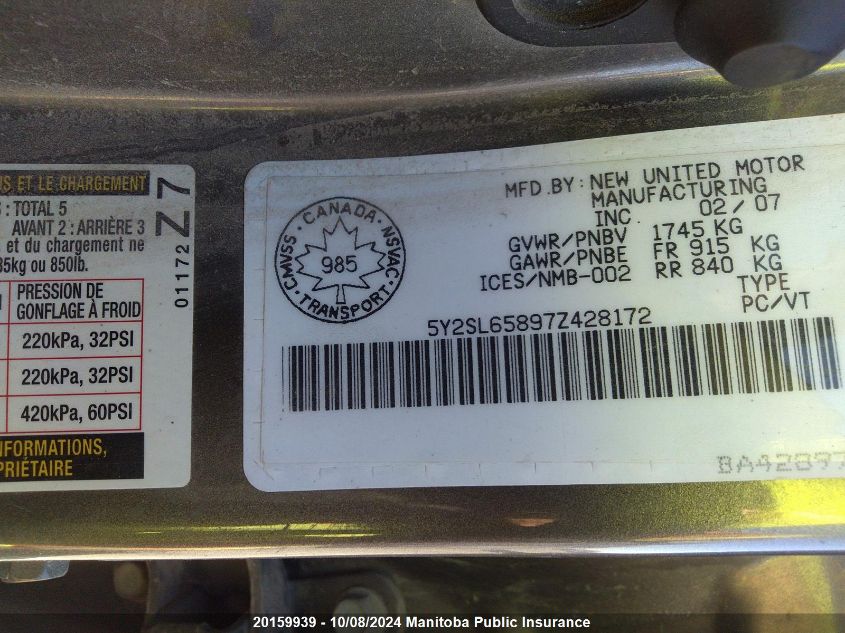 US ET LE CHARGEMENT
: TOTAL 5
AVANT 2 : ARRIÈRE 3
et du chargement ne
85kg ou 850lb.
PRESSION DE
GONFLAGE À FROID
220kPa, 32PSI
220kPa, 32PSI
420kPa, 60PSI
NFORMATIONS,
PRIÉTAIRE
01172 Z7
CANADA
CMVSS
NSVAC
985
TRANSPORT
MFD.BY: NEW UNITED MOTOR
MANUFACTURING
INC. 02/07
GVWR/PNBV 1745 KG
GAWR/PNBE FR 915 KG
ICES/NMB-002 RR 840 KG
TYPE
PC/VT
5Y2SL65897Z428172
BA42897
20159939 - 10/08/2024 Manitoba Public Insurance